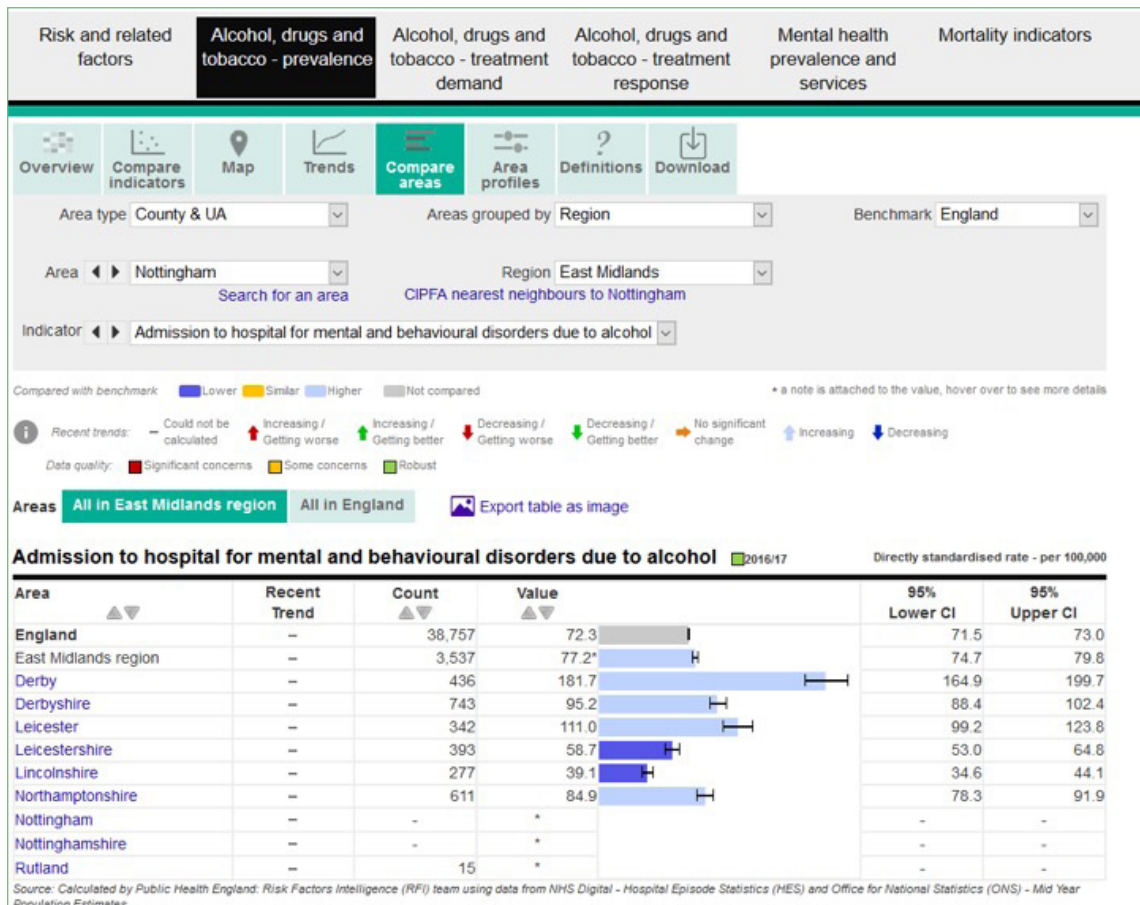 Risk and related factors
Alcohol, drugs and tobacco - prevalence
Alcohol, drugs and tobacco - treatment demand
Alcohol, drugs and tobacco - treatment response
Mental health prevalence and services
Mortality indicators
Overview
Compare indicators
Map
Trends
Compare areas
Area profiles
Definitions
Download
Area type County & UA
Areas grouped by Region
Benchmark England
Area Nottingham
Region East Midlands
Search for an area
CIPFA nearest neighbours to Nottingham
Indicator Admission to hospital for mental and behavioural disorders due to alcohol
Compared with benchmark Lower Similar Higher Not compared
* a note is attached to the value, hover over to see more details
Recent trends: – Could not be calculated Increasing / Getting worse Increasing / Getting better Decreasing / Getting worse Decreasing / Getting better No significant change Increasing Decreasing
Data quality: Significant concerns Some concerns Robust
Areas All in East Midlands region All in England Export table as image
Admission to hospital for mental and behavioural disorders due to alcohol 2016/17 Directly standardised rate - per 100,000
Area Recent Trend Count Value 95% Lower CI 95% Upper CI
England – 38,757 72.3 71.5 73.0
East Midlands region – 3,537 77.2* 74.7 79.8
Derby – 436 181.7 164.9 199.7
Derbyshire – 743 95.2 88.4 102.4
Leicester – 342 111.0 99.2 123.8
Leicestershire – 393 58.7 53.0 64.8
Lincolnshire – 277 39.1 34.6 44.1
Northamptonshire – 611 84.9 78.3 91.9
Nottingham – - * - -
Nottinghamshire – - * - -
Rutland – 15 * - -
Source: Calculated by Public Health England: Risk Factors Intelligence (RFI) team using data from NHS Digital - Hospital Episode Statistics (HES) and Office for National Statistics (ONS) - Mid Year
Population Estimates